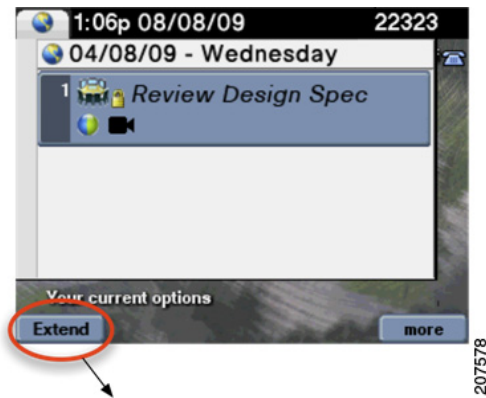 1:06p 08/08/09 22323
04/08/09 - Wednesday
1 Review Design Spec
Your current options
Extend more
207578